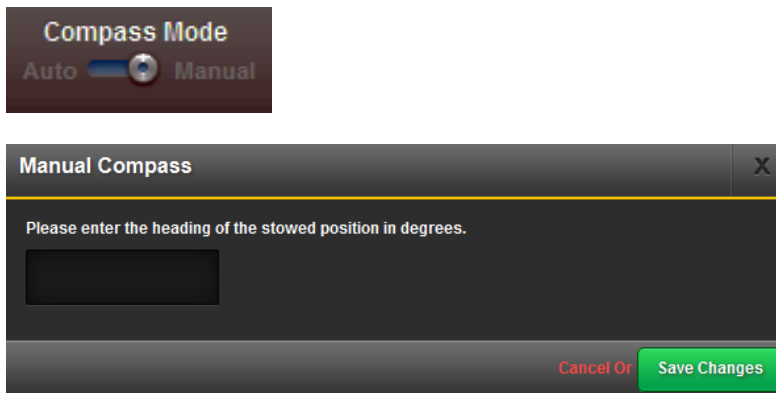 Compass Mode
Auto Manual
Manual Compass X
Please enter the heading of the stowed position in degrees.
Cancel Or Save Changes